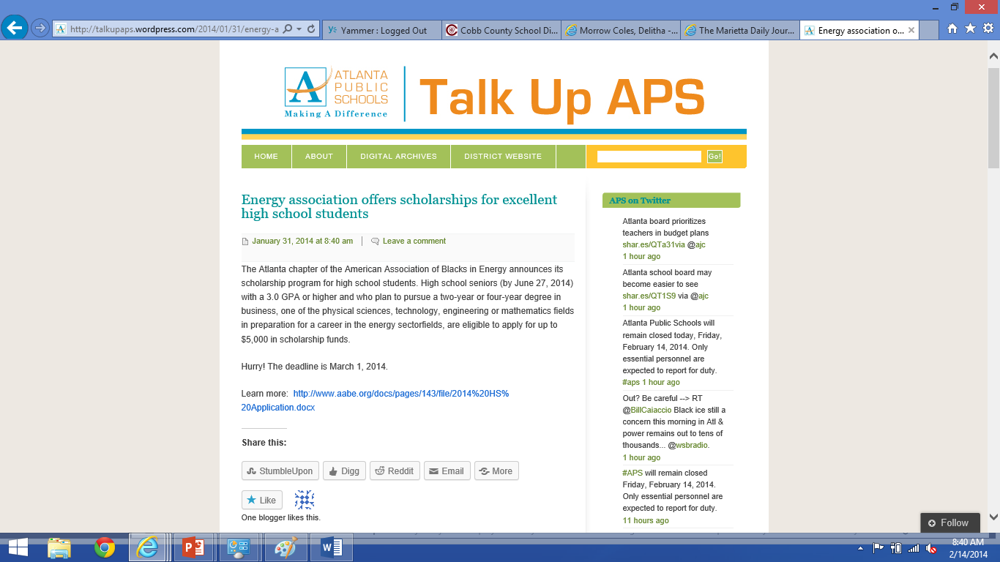 http://talkupaps.wordpress.com/2014/01/31/energy-a
Yammer : Logged Out
Cobb County School Di...
Morrow Coles, Delitha -...
The Marietta Daily Jour...
Energy association o...
ATLANTA
PUBLIC
SCHOOLS
Making A Difference
Talk Up APS
HOME
ABOUT
DIGITAL ARCHIVES
DISTRICT WEBSITE
Go!
Energy association offers scholarships for excellent
high school students
January 31, 2014 at 8:40 am
Leave a comment
The Atlanta chapter of the American Association of Blacks in Energy announces its
scholarship program for high school students. High school seniors (by June 27, 2014)
with a 3.0 GPA or higher and who plan to pursue a two-year or four-year degree in
business, one of the physical sciences, technology, engineering or mathematics fields
in preparation for a career in the energy sectorfields, are eligible to apply for up to
$5,000 in scholarship funds.
Hurry! The deadline is March 1, 2014.
Learn more: http://www.aabe.org/docs/pages/143/file/2014%20HS%
20Application.docx
Share this:
StumbleUpon
Digg
Reddit
Email
More
Like
One blogger likes this.
APS on Twitter
Atlanta board prioritizes
teachers in budget plans
shar.es/QTa31via @ajc
1 hour ago
Atlanta school board may
become easier to see
shar.es/QT1S9 via @ajc
1 hour ago
Atlanta Public Schools will
remain closed today, Friday,
February 14, 2014. Only
essential personnel are
expected to report for duty.
#aps 1 hour ago
Out? Be careful --> RT
@BillCaiaccio Black ice still a
concern this morning in Atl &
power remains out to tens of
thousands... @wsbradio.
1 hour ago
#APS will remain closed
Friday, February 14, 2014.
Only essential personnel are
expected to report for duty.
11 hours ago
Follow
8:40 AM
2/14/2014